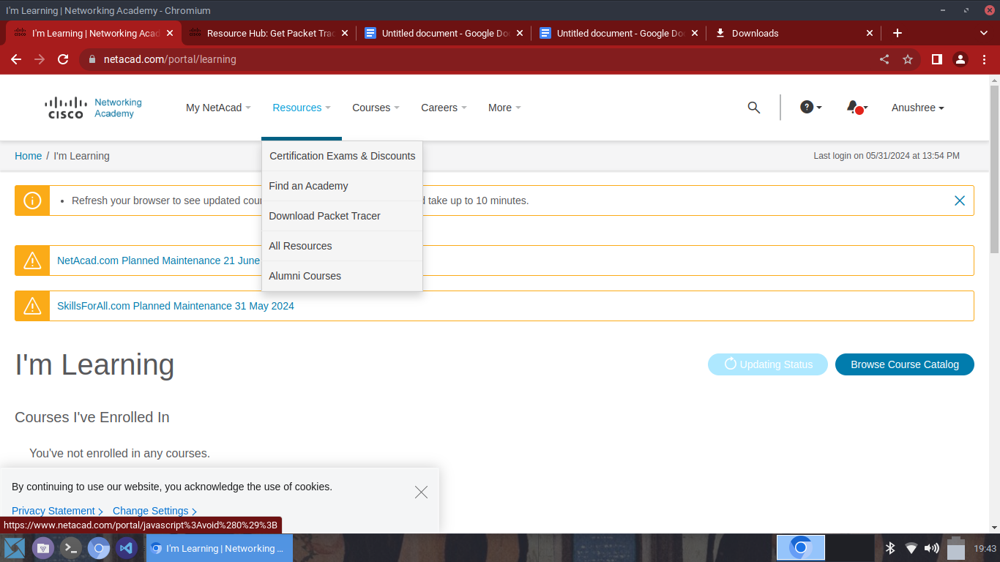 I'm Learning | Networking Academy - Chromium
I'm Learning | Networking Acad
Resource Hub: Get Packet Trac
Untitled document - Google Do
Untitled document - Google Do
Downloads
netacad.com/portal/learning
CISCO Networking Academy
My NetAcad
Resources
Courses
Careers
More
Anushree
Home / I'm Learning
Last login on 05/31/2024 at 13:54 PM
Certification Exams & Discounts
Find an Academy
Download Packet Tracer
All Resources
Alumni Courses
Refresh your browser to see updated take up to 10 minutes.
NetAcad.com Planned Maintenance 21 June
SkillsForAll.com Planned Maintenance 31 May 2024
I'm Learning
Updating Status
Browse Course Catalog
Courses I've Enrolled In
You've not enrolled in any courses.
By continuing to use our website, you acknowledge the use of cookies.
Privacy Statement
Change Settings
https://www.netacad.com/portal/javascript%3Avoid%280%29%3B
I'm Learning | Networking ...
19:43